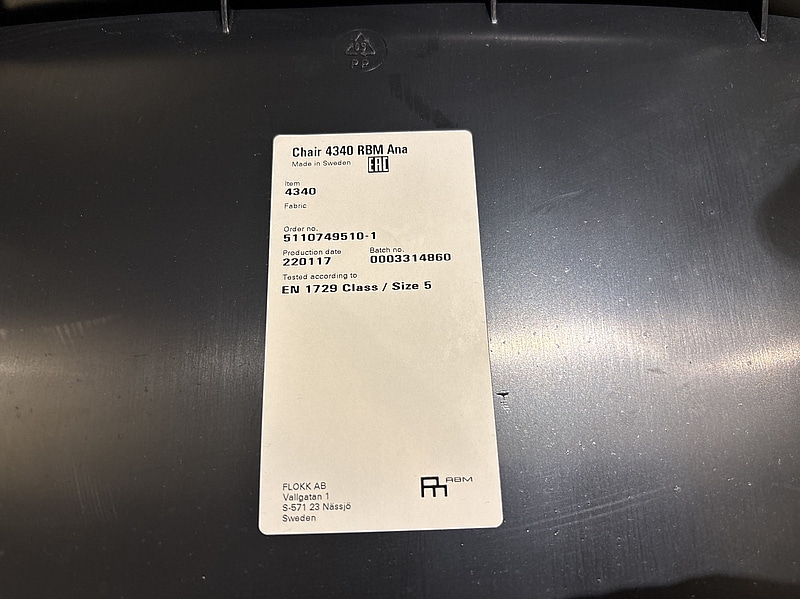 05
PP
Chair 4340 RBM Ana
Made in Sweden EAC
Item
4340
Fabric
Order no.
5110749510-1
Production date Batch no.
220117 0003314860
Tested according to
EN 1729 Class / Size 5
FLOKK AB
Vallgatan 1
S-571 23 Nässjö
Sweden
RBM